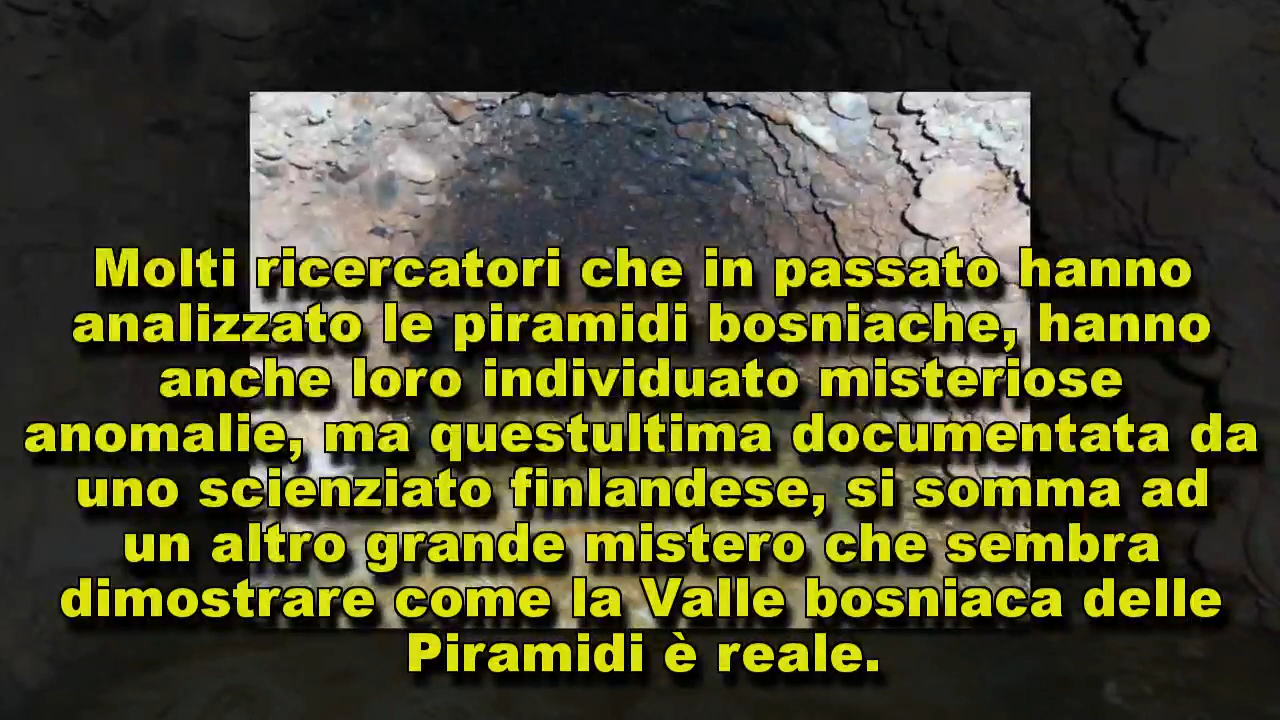 Molti ricercatori che in passato hanno
analizzato le piramidi bosniache, hanno
anche loro individuato misteriose
anomalie, ma questultima documentata da
uno scienziato finlandese, si somma ad
un altro grande mistero che sembra
dimostrare come la Valle bosniaca delle
Piramidi è reale.